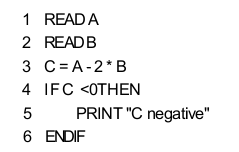 1 READ A
2 READ B
3 C = A - 2 * B
4 IF C <0 THEN
5 PRINT "C negative"
6 ENDIF